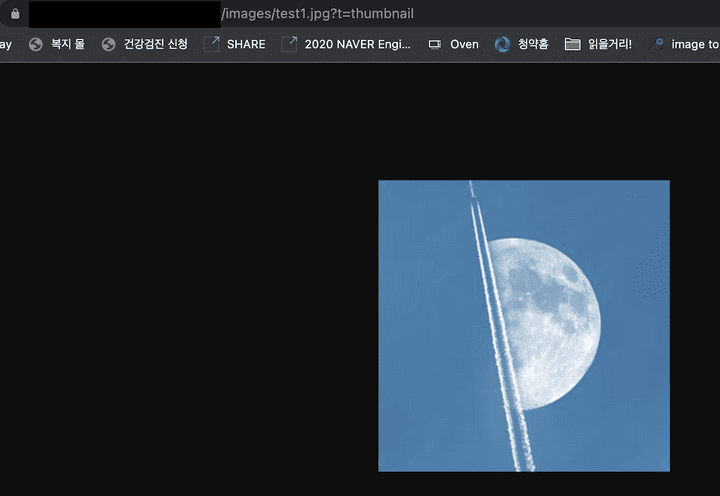 /images/test1.jpg?t=thumbnail
ay 복지 몰 건강검진 신청 SHARE 2020 NAVER Engi... Oven 청약홈 읽을거리! image to